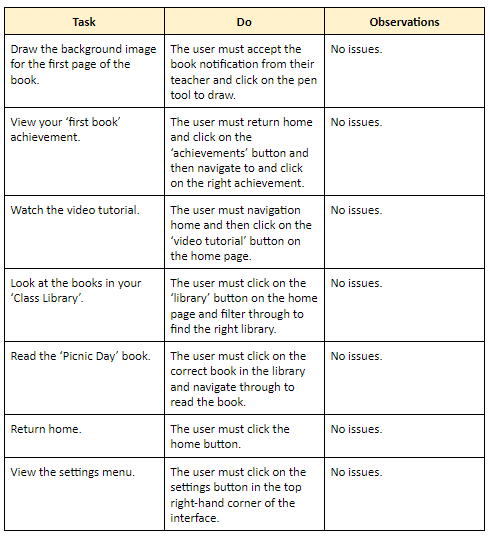 Task
Do
Observations
Draw the background image
for the first page of the
book.
The user must accept the
book notification from their
teacher and click on the pen
tool to draw.
No issues.
View your ‘first book’
achievement.
The user must return home
and click on the
‘achievements’ button and
then navigate to and click
on the right achievement.
No issues.
Watch the video tutorial.
The user must navigation
home and then click on the
‘video tutorial’ button on
the home page.
No issues.
Look at the books in your
‘Class Library’.
The user must click on the
‘library’ button on the home
page and filter through to
find the right library.
No issues.
Read the ‘Picnic Day’ book.
The user must click on the
correct book in the library
and navigate through to
read the book.
No issues.
Return home.
The user must click the
home button.
No issues.
View the settings menu.
The user must click on the
settings button in the top
right-hand corner of the
interface.
No issues.